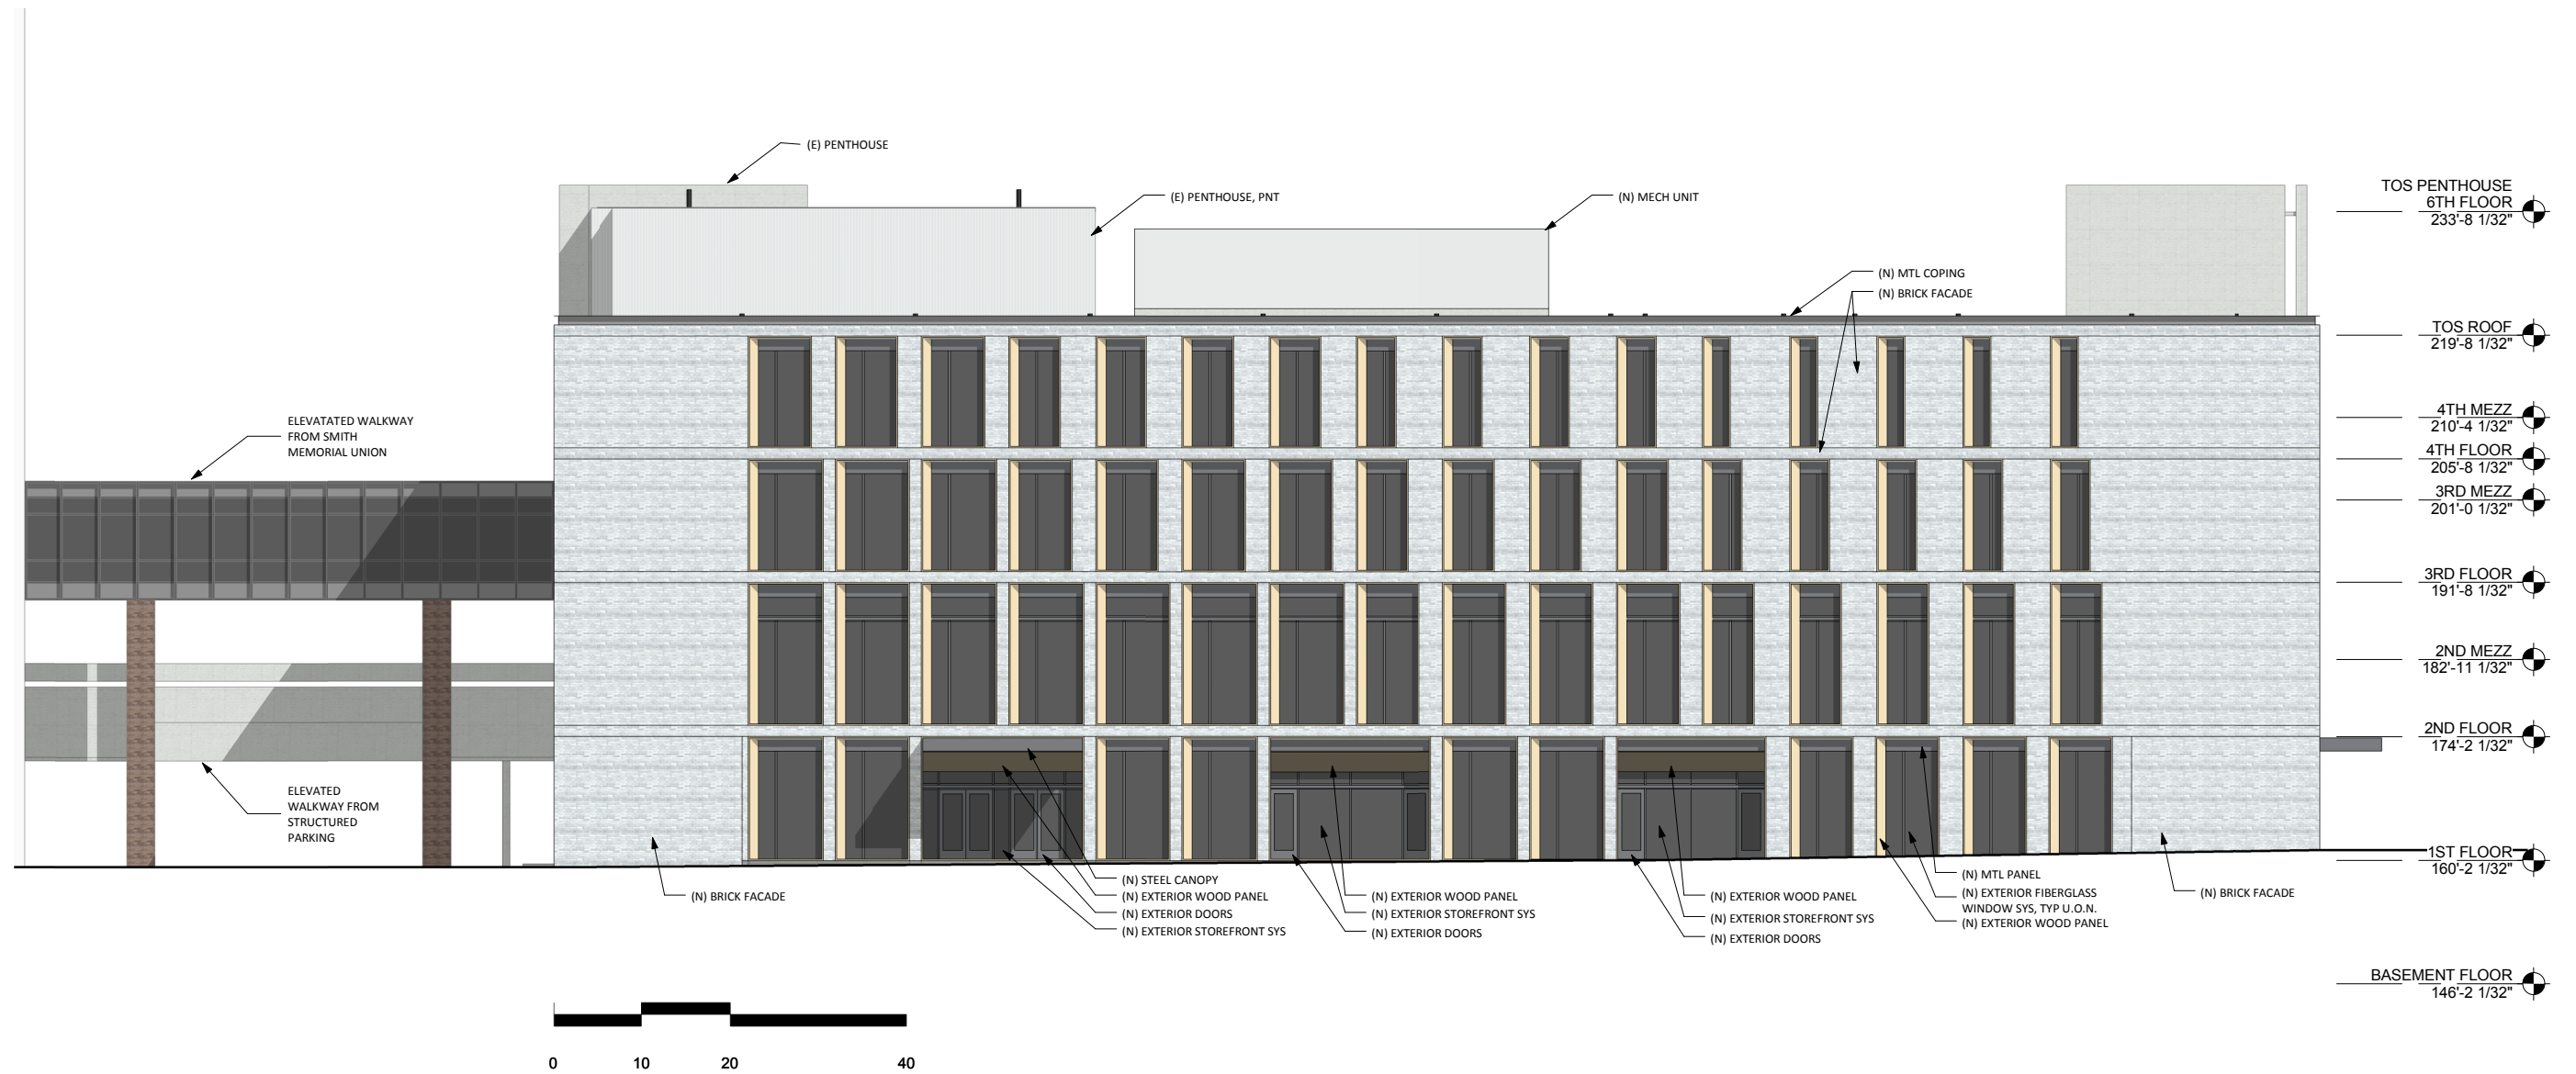 (E) PENTHOUSE
(E) PENTHOUSE, PNT
(N) MECH UNIT
(N) MTL COPING
(N) BRICK FACADE
TOS PENTHOUSE
6TH FLOOR
233'-8 1/32"
TOS ROOF
219'-8 1/32"
4TH MEZZ
210'-4 1/32"
4TH FLOOR
205'-8 1/32"
3RD MEZZ
201'-0 1/32"
3RD FLOOR
191'-8 1/32"
2ND MEZZ
182'-11 1/32"
2ND FLOOR
174'-2 1/32"
1ST FLOOR
160'-2 1/32"
BASEMENT FLOOR
146'-2 1/32"
ELEVATATED WALKWAY
FROM SMITH
MEMORIAL UNION
ELEVATED
WALKWAY FROM
STRUCTURED
PARKING
(N) BRICK FACADE
(N) STEEL CANOPY
(N) EXTERIOR WOOD PANEL
(N) EXTERIOR DOORS
(N) EXTERIOR STOREFRONT SYS
(N) EXTERIOR WOOD PANEL
(N) EXTERIOR STOREFRONT SYS
(N) EXTERIOR DOORS
(N) EXTERIOR WOOD PANEL
(N) EXTERIOR STOREFRONT SYS
(N) EXTERIOR DOORS
(N) MTL PANEL
(N) EXTERIOR FIBERGLASS
WINDOW SYS, TYP U.O.N.
(N) EXTERIOR WOOD PANEL
(N) BRICK FACADE
0 10 20 40